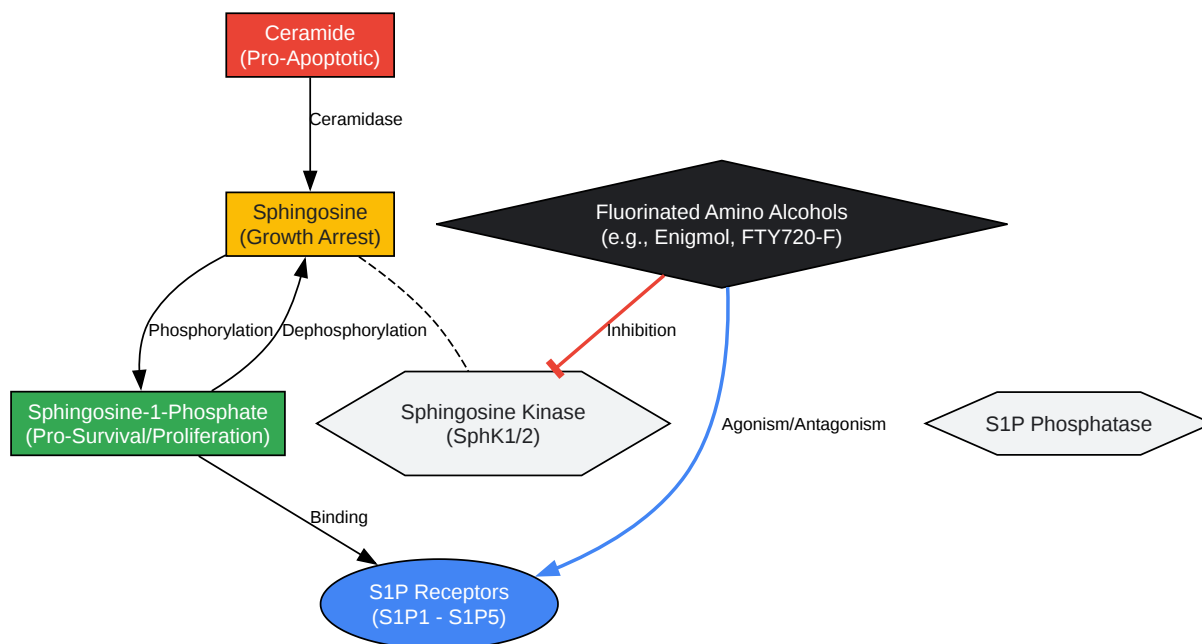 Ceramide
(Pro-Apoptotic)
Ceramidase
Sphingosine
(Growth Arrest)
Fluorinated Amino Alcohols
(e.g., Enigmol, FTY720-F)
Phosphorylation
Dephosphorylation
Inhibition
Sphingosine-1-Phosphate
(Pro-Survival/Proliferation)
Sphingosine Kinase
(SphK1/2)
Agonism/Antagonism
S1P Phosphatase
Binding
S1P Receptors
(S1P1 - S1P5)